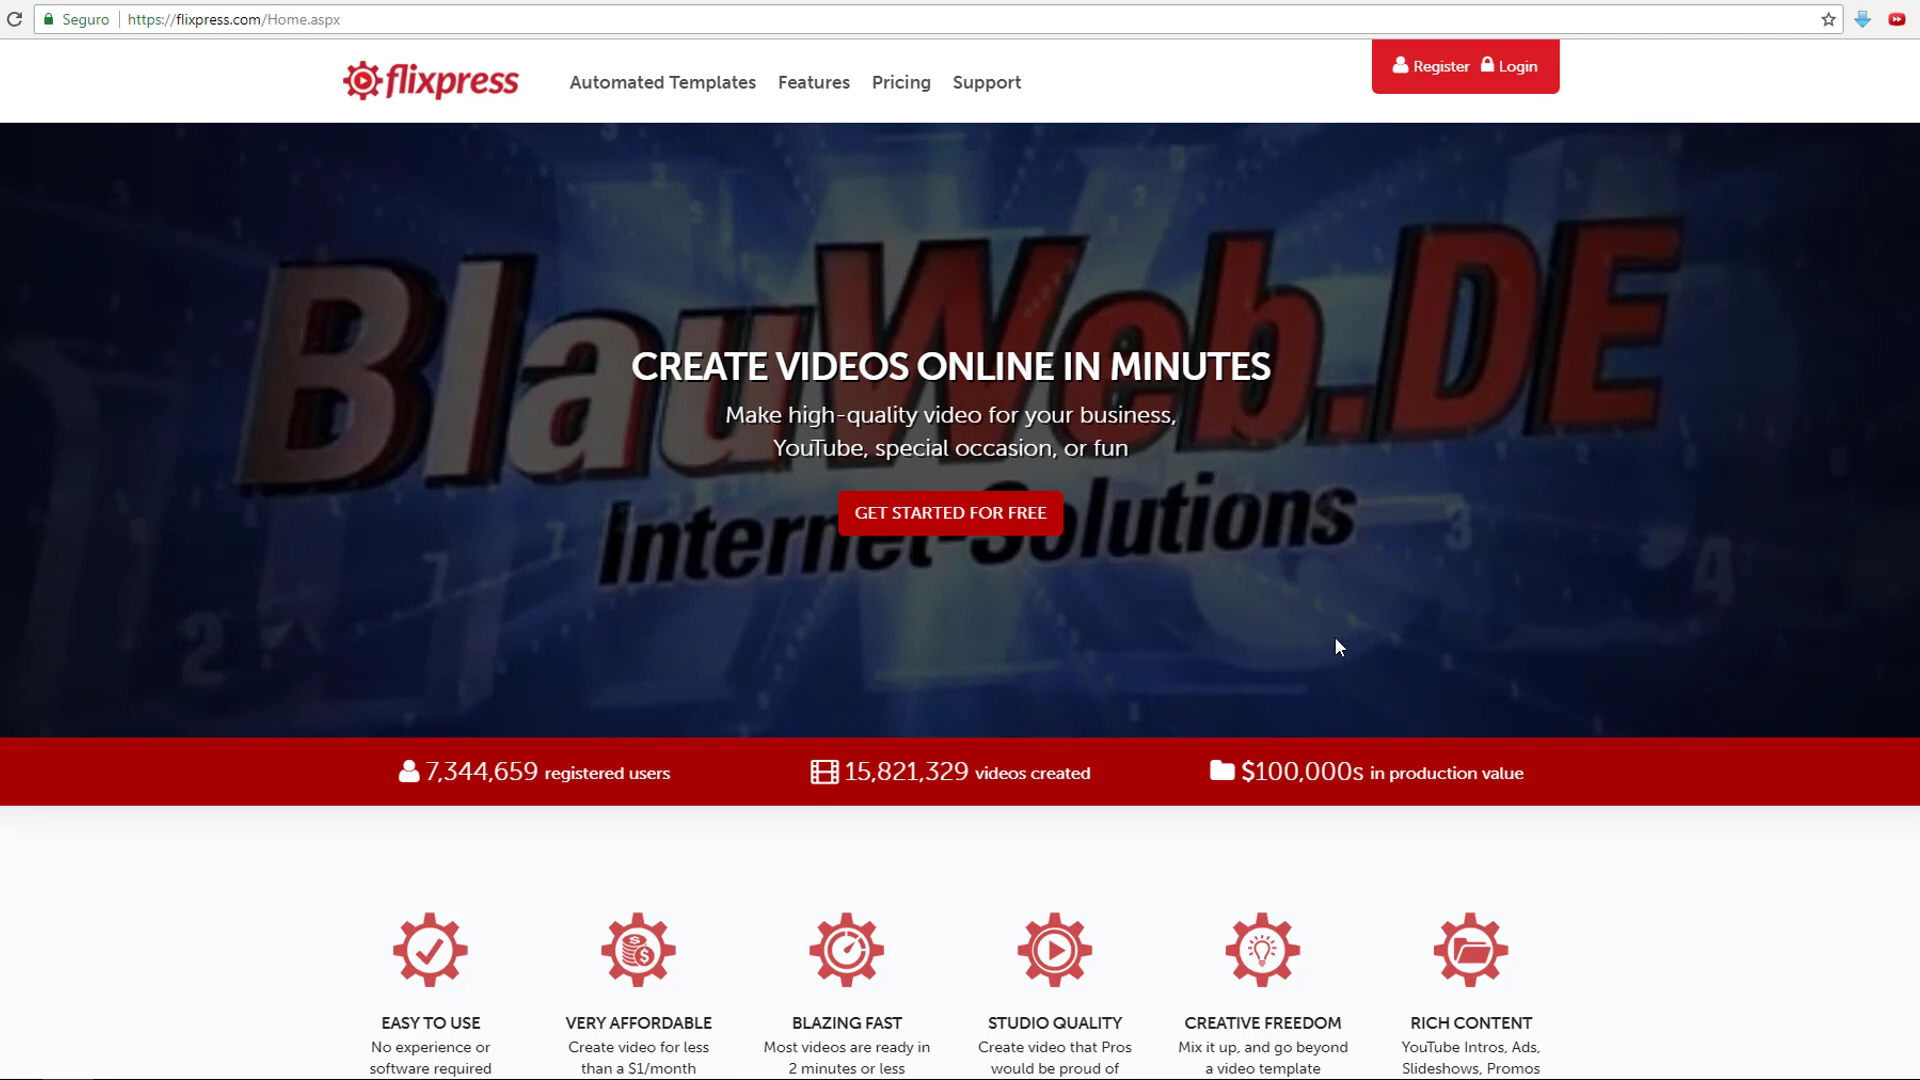 Seguro https://flixpress.com/Home.aspx
flixpress
Automated Templates Features Pricing Support
Register Login
BlauWeb.DE
Internet-Solutions
CREATE VIDEOS ONLINE IN MINUTES
Make high-quality video for your business,
YouTube, special occasion, or fun
GET STARTED FOR FREE
7,344,659 registered users
15,821,329 videos created
$100,000s in production value
EASY TO USE
No experience or
software required
VERY AFFORDABLE
Create video for less
than a $1/month
BLAZING FAST
Most videos are ready in
2 minutes or less
STUDIO QUALITY
Create video that Pros
would be proud of
CREATIVE FREEDOM
Mix it up, and go beyond
a video template
RICH CONTENT
YouTube Intros, Ads,
Slideshows, Promos